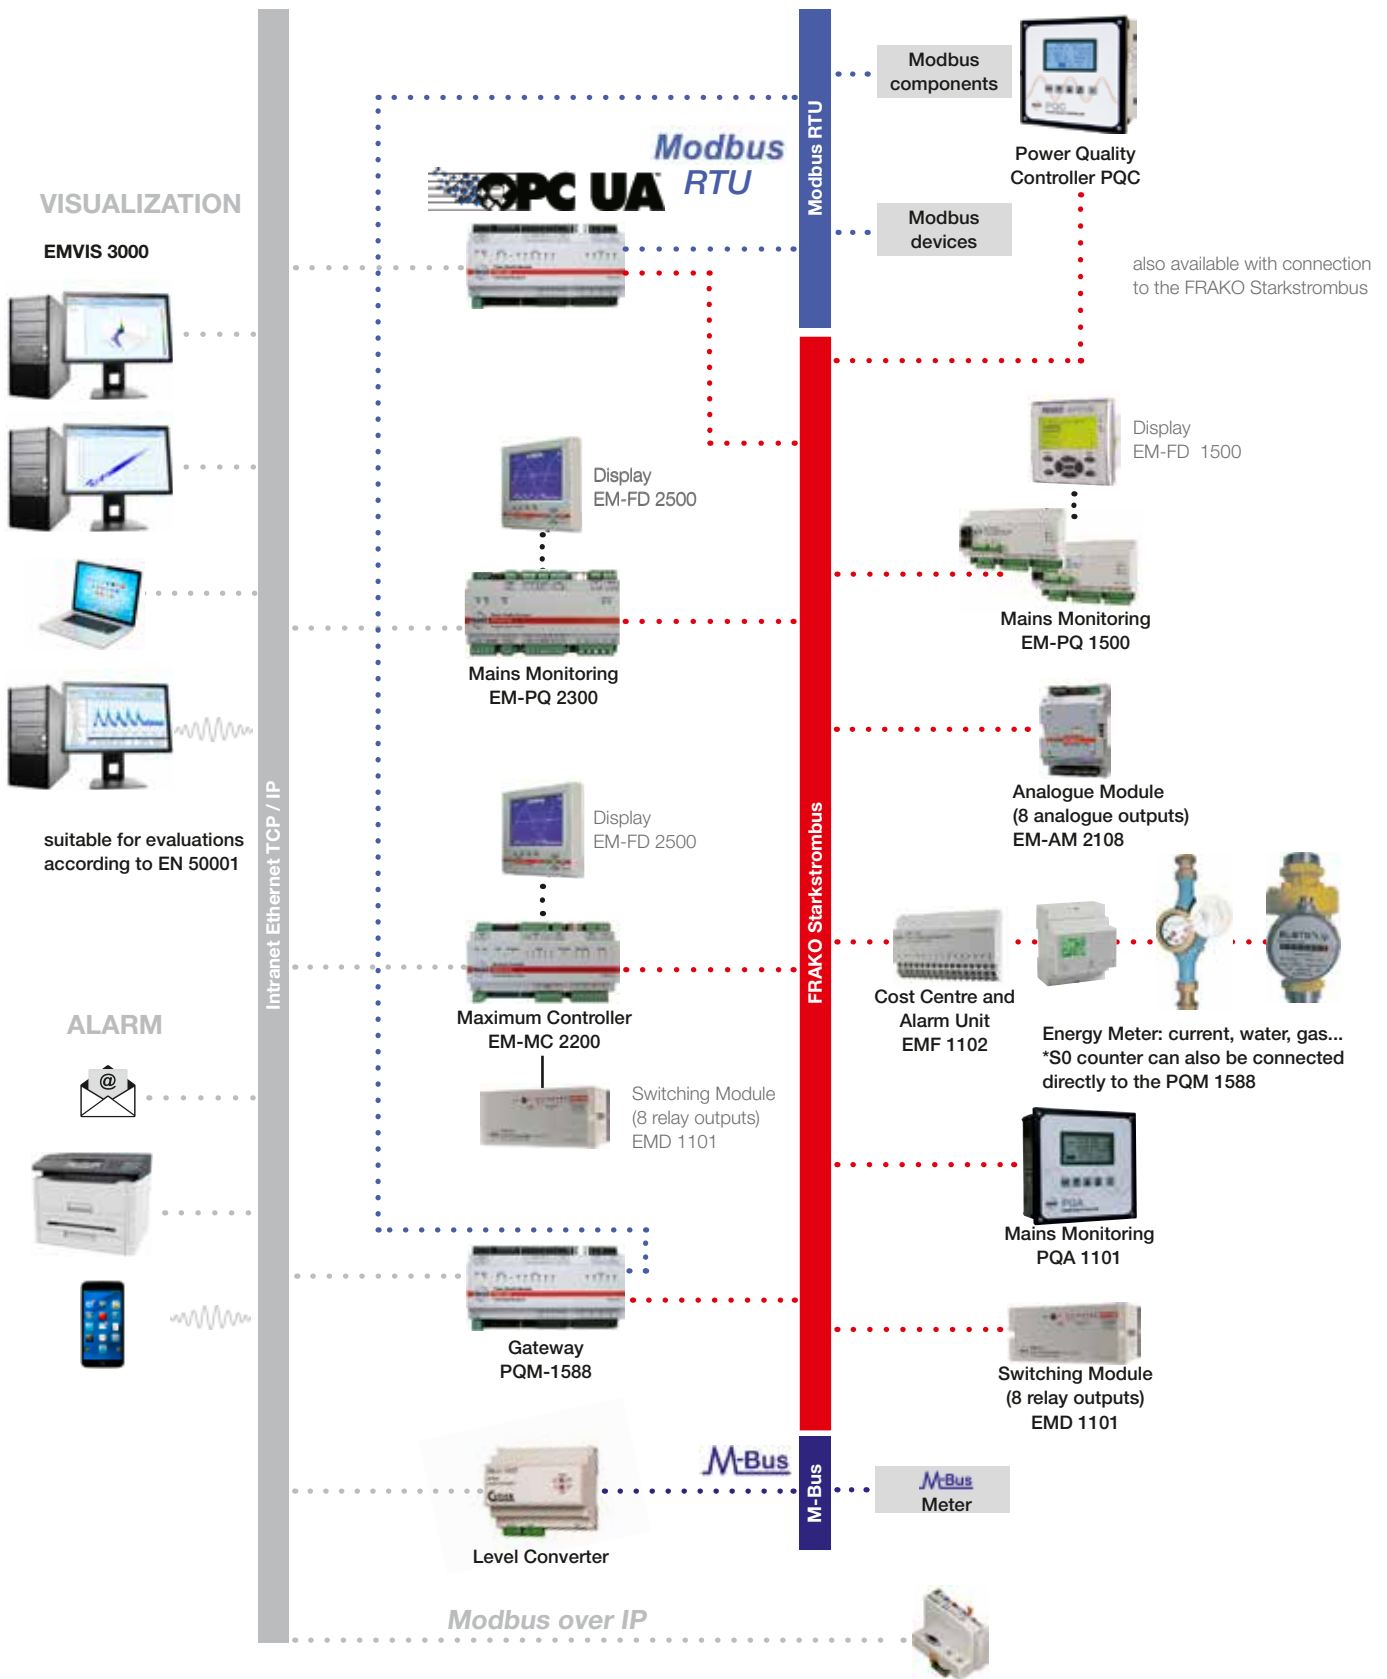 Modbus
components
Modbus RTU
PQC
Power Quality
Controller PQC
Modbus
RTU
OPC UA
VISUALIZATION
EMVIS 3000
Modbus
devices
also available with connection
to the FRAKO Starkstrombus
Display
EM-FD 1500
Display
EM-FD 2500
Mains Monitoring
EM-PQ 1500
Mains Monitoring
EM-PQ 2300
Analogue Module
(8 analogue outputs)
EM-AM 2108
Intranet Ethernet TCP / IP
FRAKO Starkstrombus
Display
EM-FD 2500
suitable for evaluations
according to EN 50001
Cost Centre and
Alarm Unit
EMF 1102
Energy Meter: current, water, gas...
*S0 counter can also be connected
directly to the PQM 1588
Maximum Controller
EM-MC 2200
ALARM
@
Switching Module
(8 relay outputs)
EMD 1101
PQA
Mains Monitoring
PQA 1101
Gateway
PQM-1588
Switching Module
(8 relay outputs)
EMD 1101
M-Bus
M-Bus
M-Bus
Meter
Level Converter
Modbus over IP